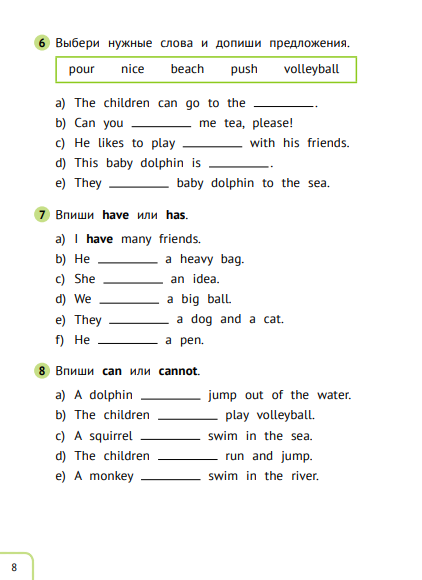 6 Выбери нужные слова и допиши предложения.
pour nice beach push volleyball
a) The children can go to the ________.
b) Can you ________ me tea, please!
c) He likes to play ________ with his friends.
d) This baby dolphin is ________.
e) They ________ baby dolphin to the sea.
7 Впиши have или has.
a) I have many friends.
b) He ________ a heavy bag.
c) She ________ an idea.
d) We ________ a big ball.
e) They ________ a dog and a cat.
f) He ________ a pen.
8 Впиши can или cannot.
a) A dolphin ________ jump out of the water.
b) The children ________ play volleyball.
c) A squirrel ________ swim in the sea.
d) The children ________ run and jump.
e) A monkey ________ swim in the river.
8